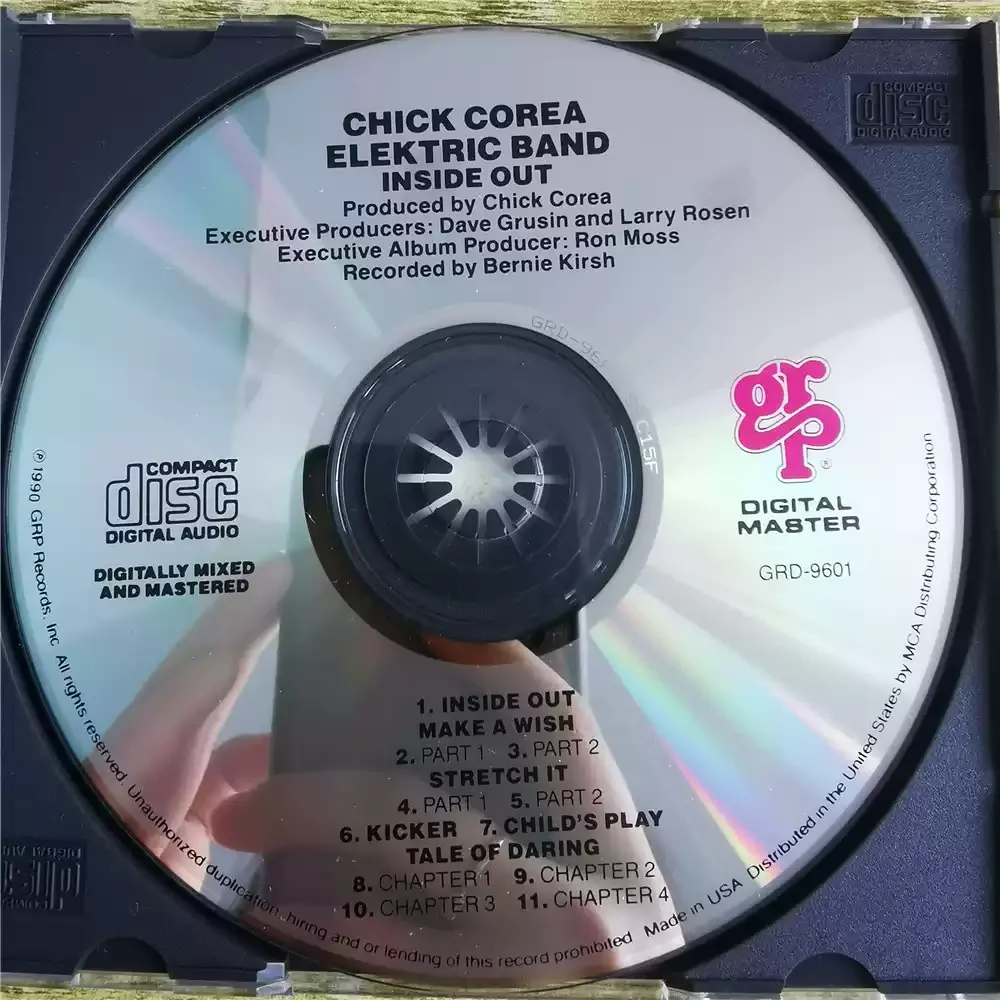 CHICK COREA
ELEKTRIC BAND
INSIDE OUT
Produced by Chick Corea
Executive Producers: Dave Grusin and Larry Rosen
Executive Album Producer: Ron Moss
Recorded by Bernie Kirsh
COMPACT
disc
DIGITAL AUDIO
GRD-960
C15F
grp
®
DIGITAL
MASTER
GRD-9601
COMPACT
disc
DIGITAL AUDIO
DIGITALLY MIXED
AND MASTERED
1. INSIDE OUT
MAKE A WISH
2. PART 1 3. PART 2
STRETCH IT
4. PART 1 5. PART 2
6. KICKER 7. CHILD'S PLAY
TALE OF DARING
8. CHAPTER 1 9. CHAPTER 2
10. CHAPTER 3 11. CHAPTER 4
℗ 1990 GRP Records, Inc. All rights reserved. Unauthorized duplication, hiring and or lending of this record prohibited Made in USA Distributed in the United States by MCA Distributing Corporation
disc